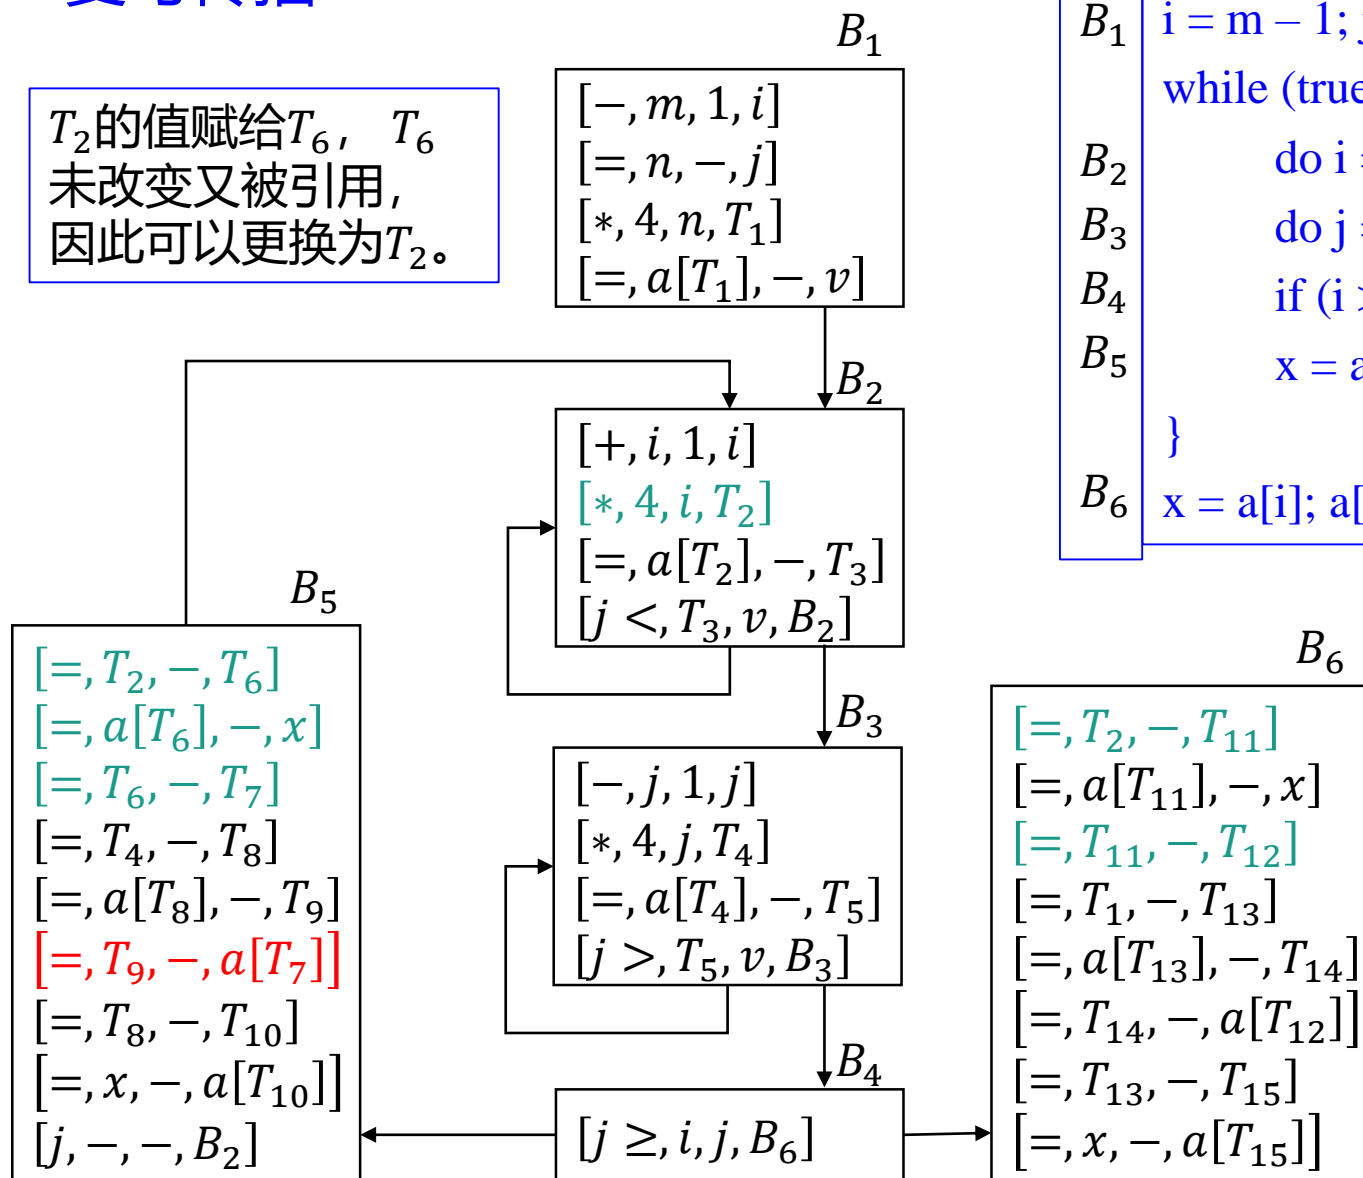 B₁
T₂的值赋给T₆， T₆
未改变又被引用，
因此可以更换为T₂。
[−, m, 1, i]
[=, n, −, j]
[∗, 4, n, T₁]
[=, a[T₁], −, v]
B₂
[+, i, 1, i]
[∗, 4, i, T₂]
[=, a[T₂], −, T₃]
[j <, T₃, v, B₂]
B₃
[−, j, 1, j]
[∗, 4, j, T₄]
[=, a[T₄], −, T₅]
[j >, T₅, v, B₃]
B₄
[j ≥, i, j, B₆]
B₅
[=, T₂, −, T₆]
[=, a[T₆], −, x]
[=, T₆, −, T₇]
[=, T₄, −, T₈]
[=, a[T₈], −, T₉]
[=, T₉, −, a[T₇]]
[=, T₈, −, T₁₀]
[=, x, −, a[T₁₀]]
[j, −, −, B₂]
B₆
[=, T₂, −, T₁₁]
[=, a[T₁₁], −, x]
[=, T₁₁, −, T₁₂]
[=, T₁, −, T₁₃]
[=, a[T₁₃], −, T₁₄]
[=, T₁₄, −, a[T₁₂]]
[=, T₁₃, −, T₁₅]
[=, x, −, a[T₁₅]]
B₁ i = m – 1;
while (true
B₂ do i =
B₃ do j =
B₄ if (i >
B₅ x = a
}
B₆ x = a[i]; a[